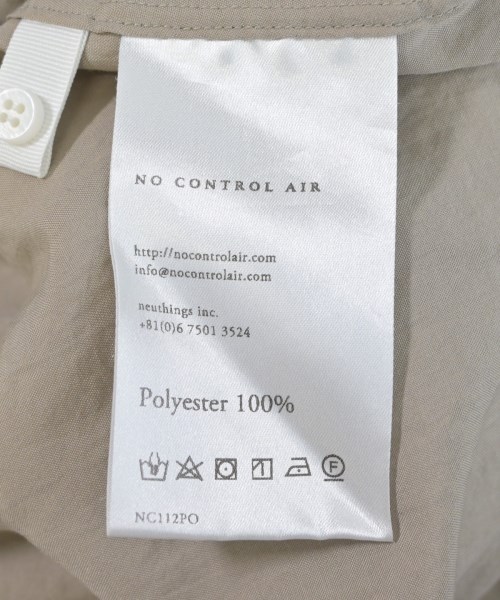 NO CONTROL AIR
http://nocontrolair.com
info@nocontrolair.com
neuthings inc.
+81(0)6 7501 3524
Polyester 100%
F
NC112PO